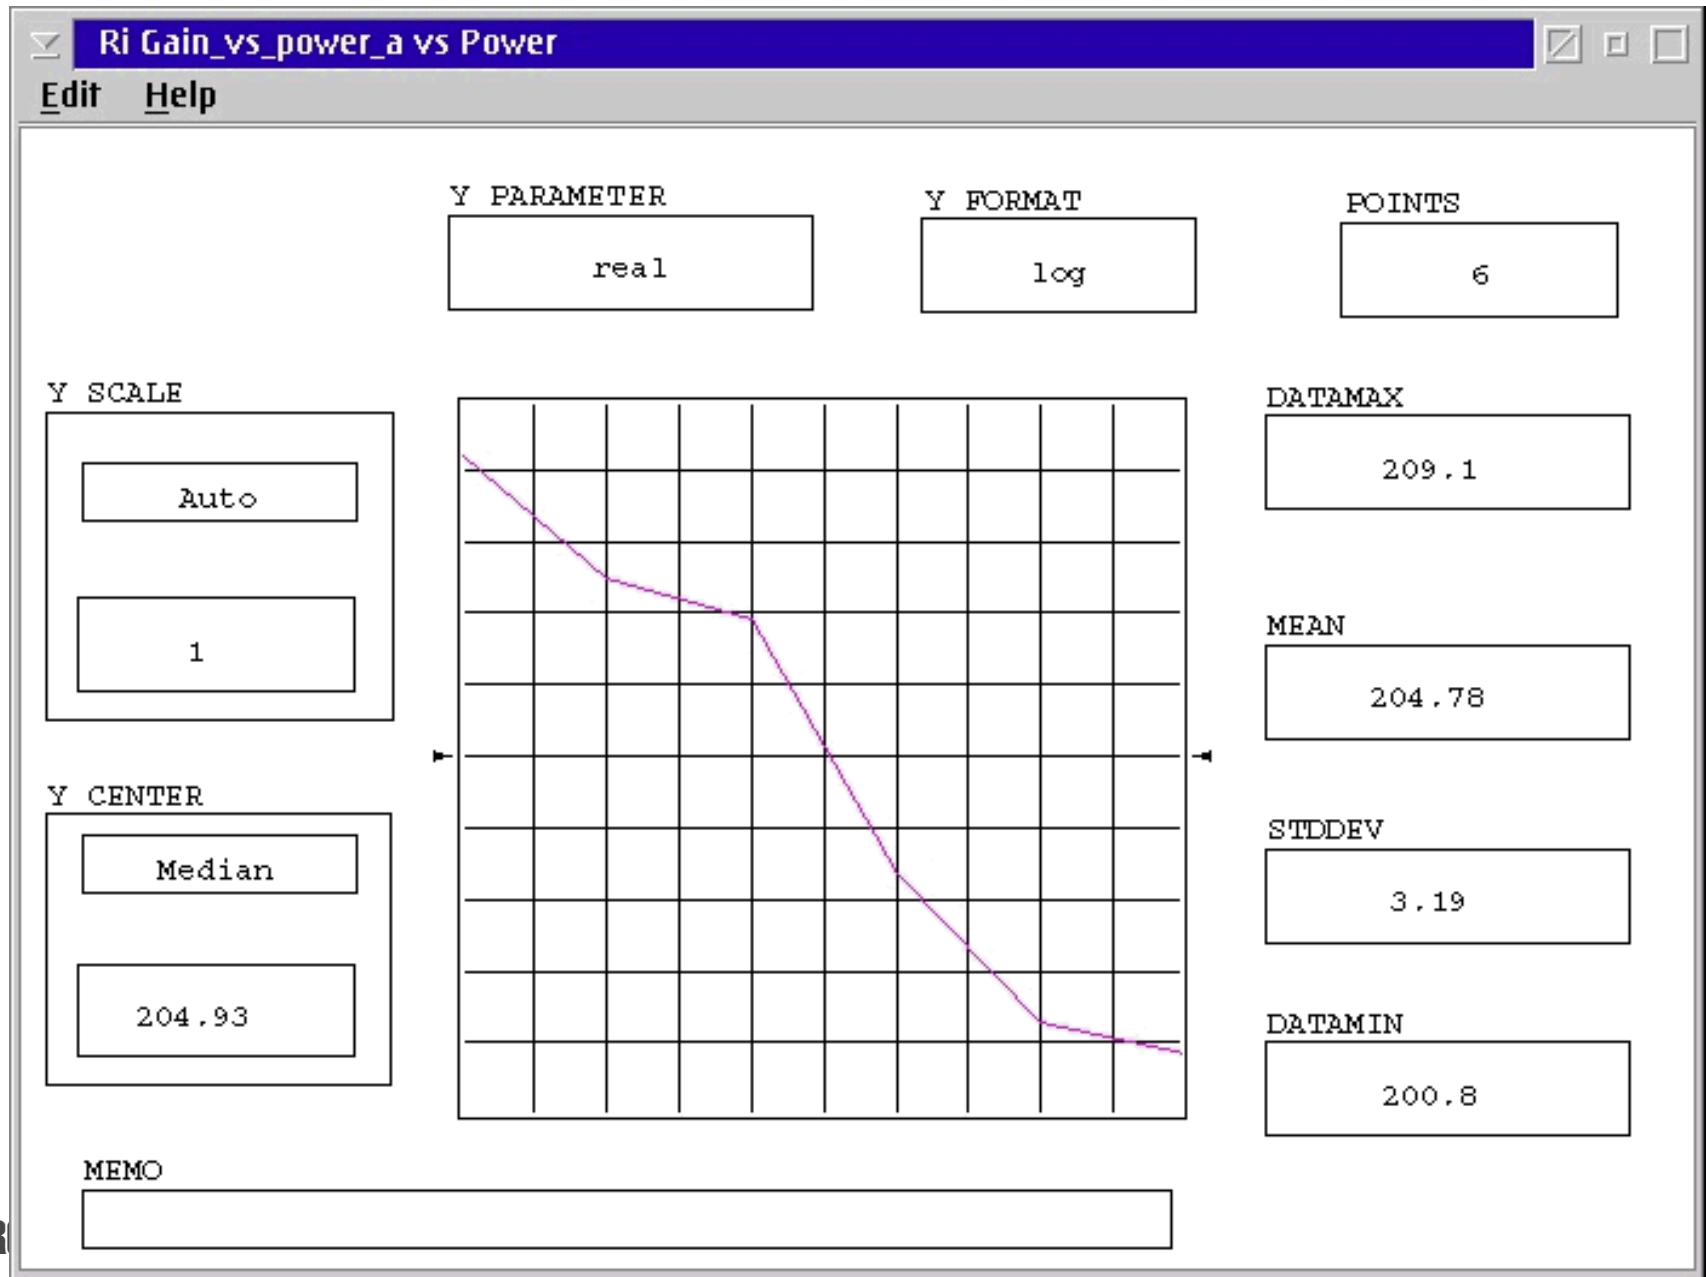 Ri Gain_vs_power_a vs Power
Edit Help
Y PARAMETER
real
Y FORMAT
log
POINTS
6
Y SCALE
Auto
1
Y CENTER
Median
204.93
DATAMAX
209.1
MEAN
204.78
STDDEV
3.19
DATAMIN
200.8
MEMO